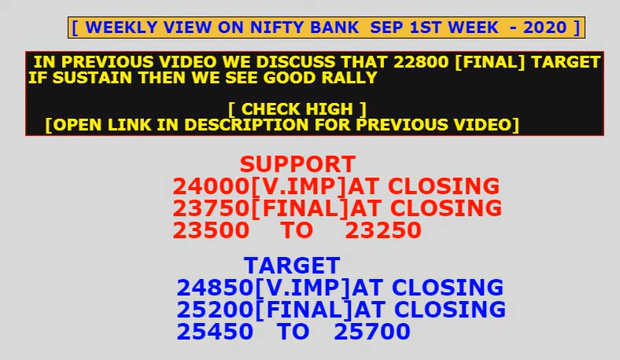 [ WEEKLY VIEW ON NIFTY BANK  SEP 1ST WEEK  - 2020 ]
IN PREVIOUS VIDEO WE DISCUSS THAT 22800 [FINAL] TARGET
IF SUSTAIN THEN WE SEE GOOD RALLY
[ CHECK HIGH ]
[OPEN LINK IN DESCRIPTION FOR PREVIOUS VIDEO]
SUPPORT
24000[V.IMP]AT CLOSING
23750[FINAL]AT CLOSING
23500    TO    23250
TARGET
24850[V.IMP]AT CLOSING
25200[FINAL]AT CLOSING
25450   TO   25700